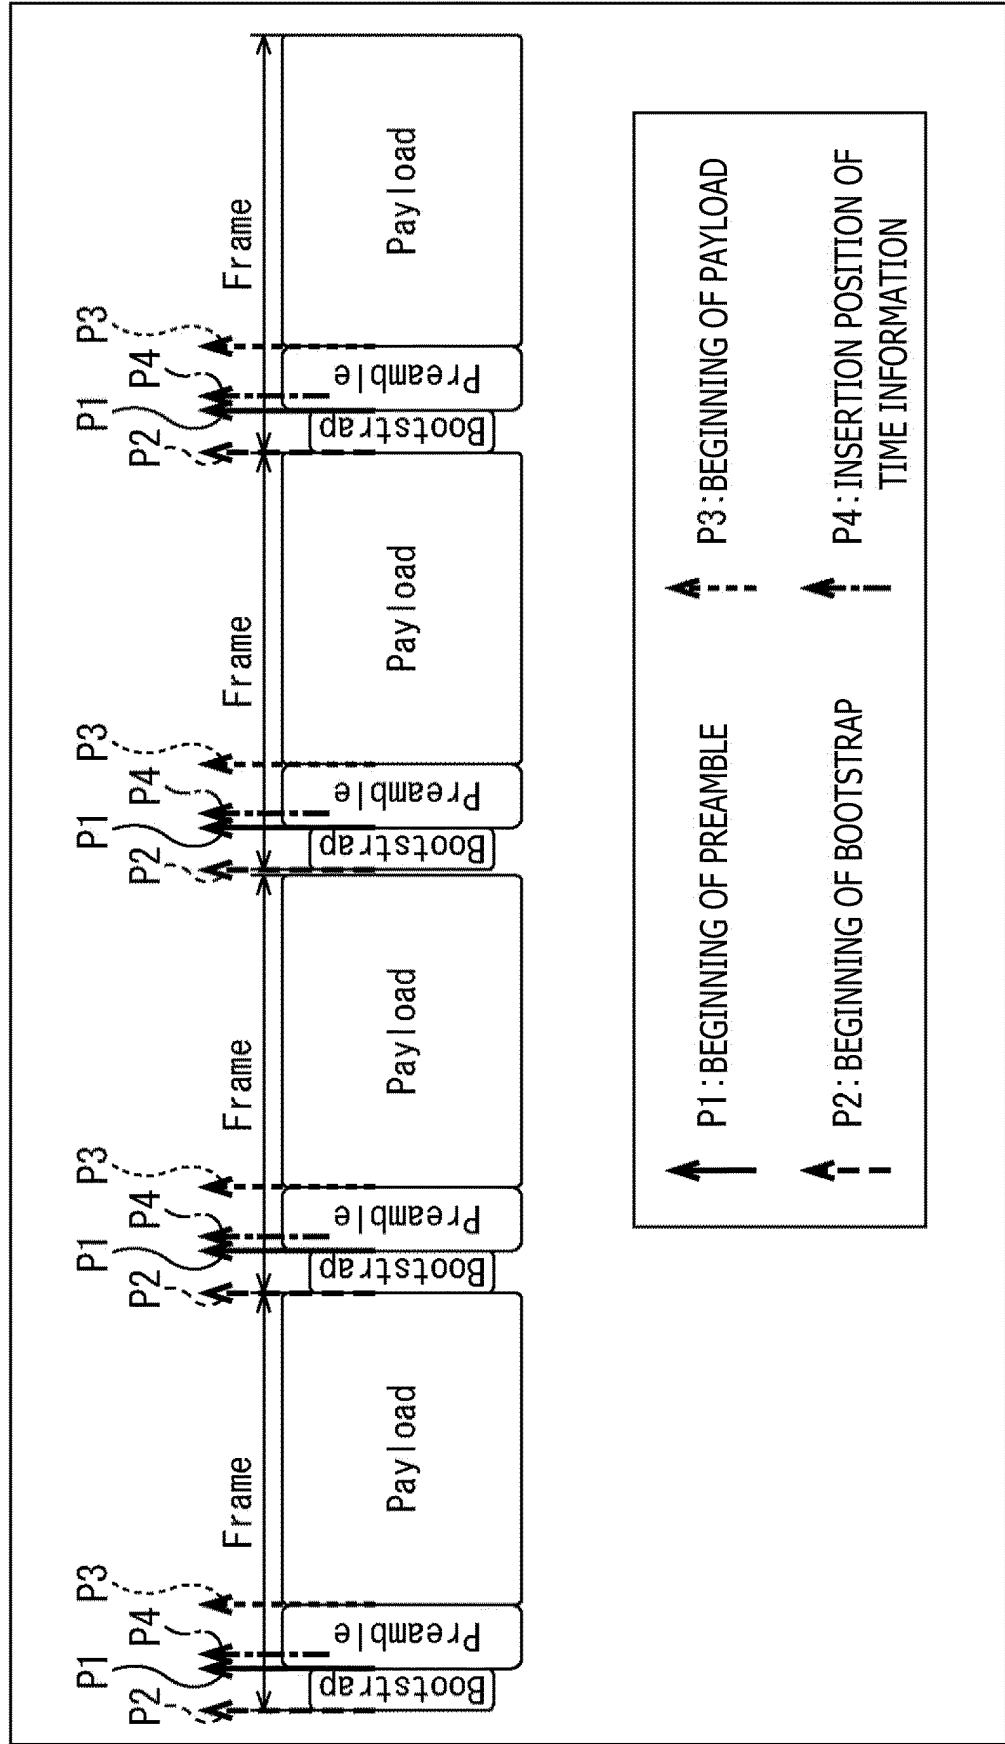 P1 P3 P1 P3 P1 P3 P1 P3
P2 P4 P2 P4 P2 P4 P2 P4
Frame Frame Frame Frame
Bootstrap Preamble Payload Bootstrap Preamble Payload Bootstrap Preamble Payload Bootstrap Preamble Payload
P1:BEGINNING OF PREAMBLE
P3:BEGINNING OF PAYLOAD
P2:BEGINNING OF BOOTSTRAP
P4:INSERTION POSITION OF
TIME INFORMATION